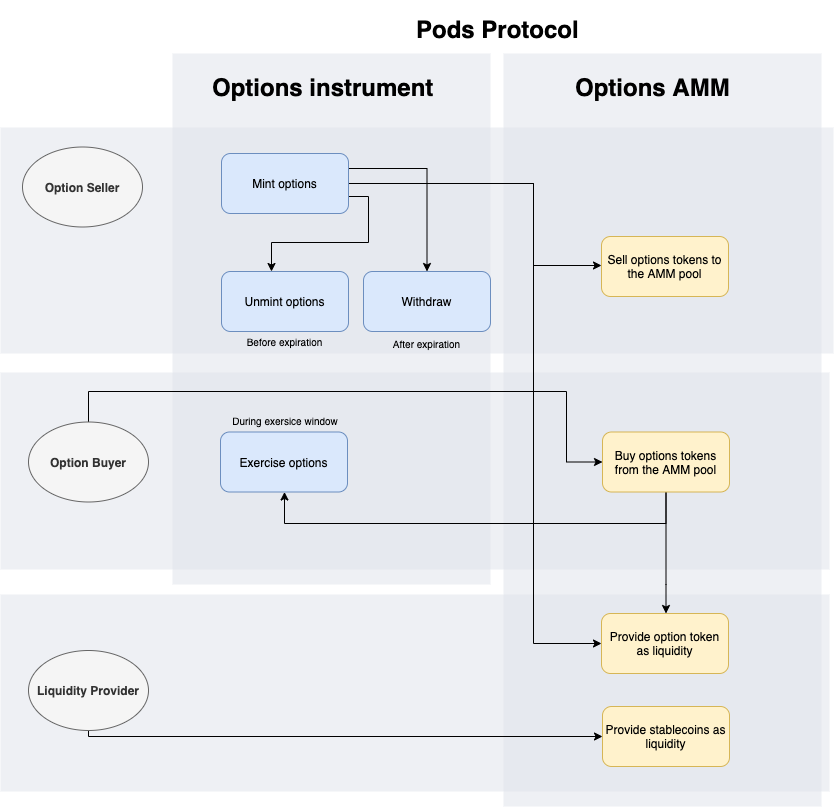 Pods Protocol
Options instrument
Options AMM
Option Seller
Mint options
Sell options tokens to
the AMM pool
Unmint options
Withdraw
Before expiration
After expiration
During exersice window
Option Buyer
Exercise options
Buy options tokens
from the AMM pool
Provide option token
as liquidity
Liquidity Provider
Provide stablecoins as
liquidity